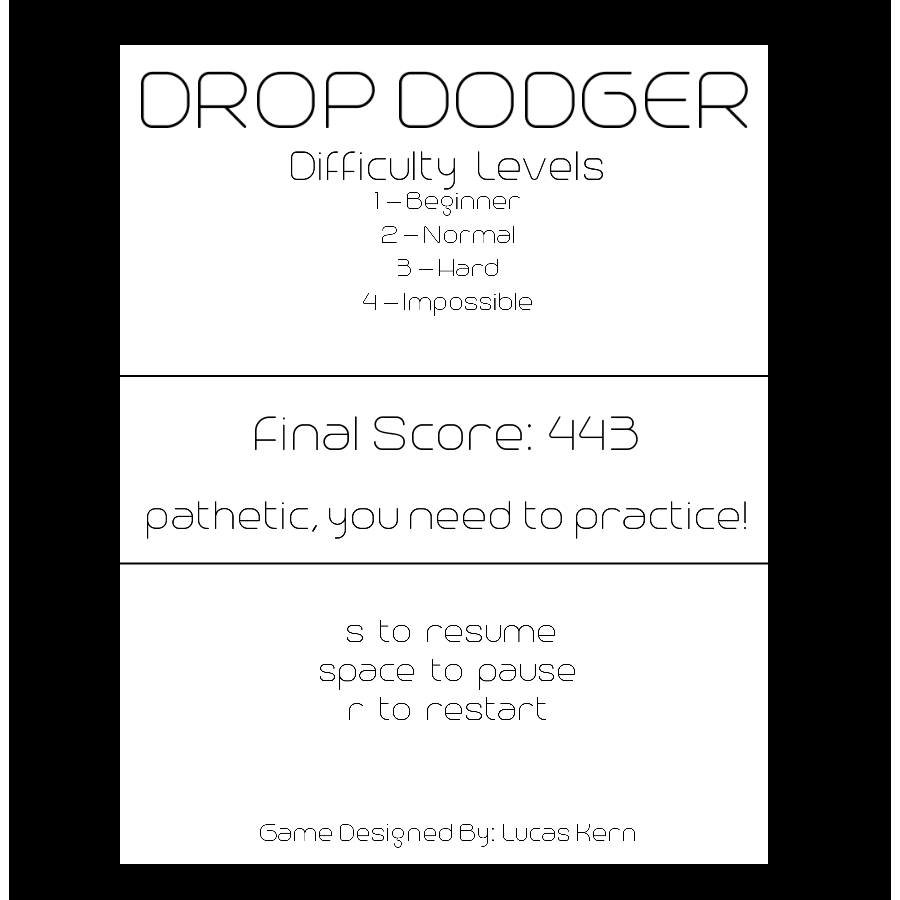 DROP DODGER
Difficulty Levels
1 – Beginner
2 – Normal
3 – Hard
4 – Impossible
Final Score: 443
pathetic, you need to practice!
s to resume
space to pause
r to restart
Game Designed By: Lucas Kern